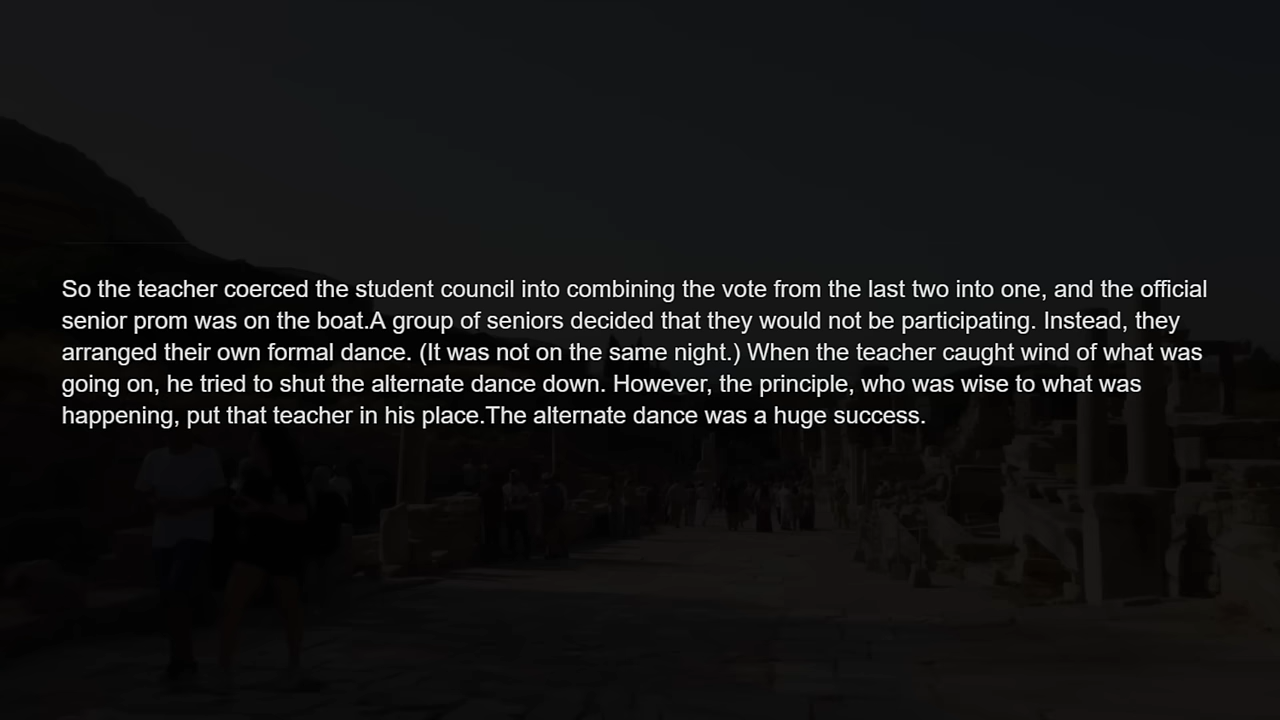 So the teacher coerced the student council into combining the vote from the last two into one, and the official
senior prom was on the boat.A group of seniors decided that they would not be participating. Instead, they
arranged their own formal dance. (It was not on the same night.) When the teacher caught wind of what was
going on, he tried to shut the alternate dance down. However, the principle, who was wise to what was
happening, put that teacher in his place.The alternate dance was a huge success.